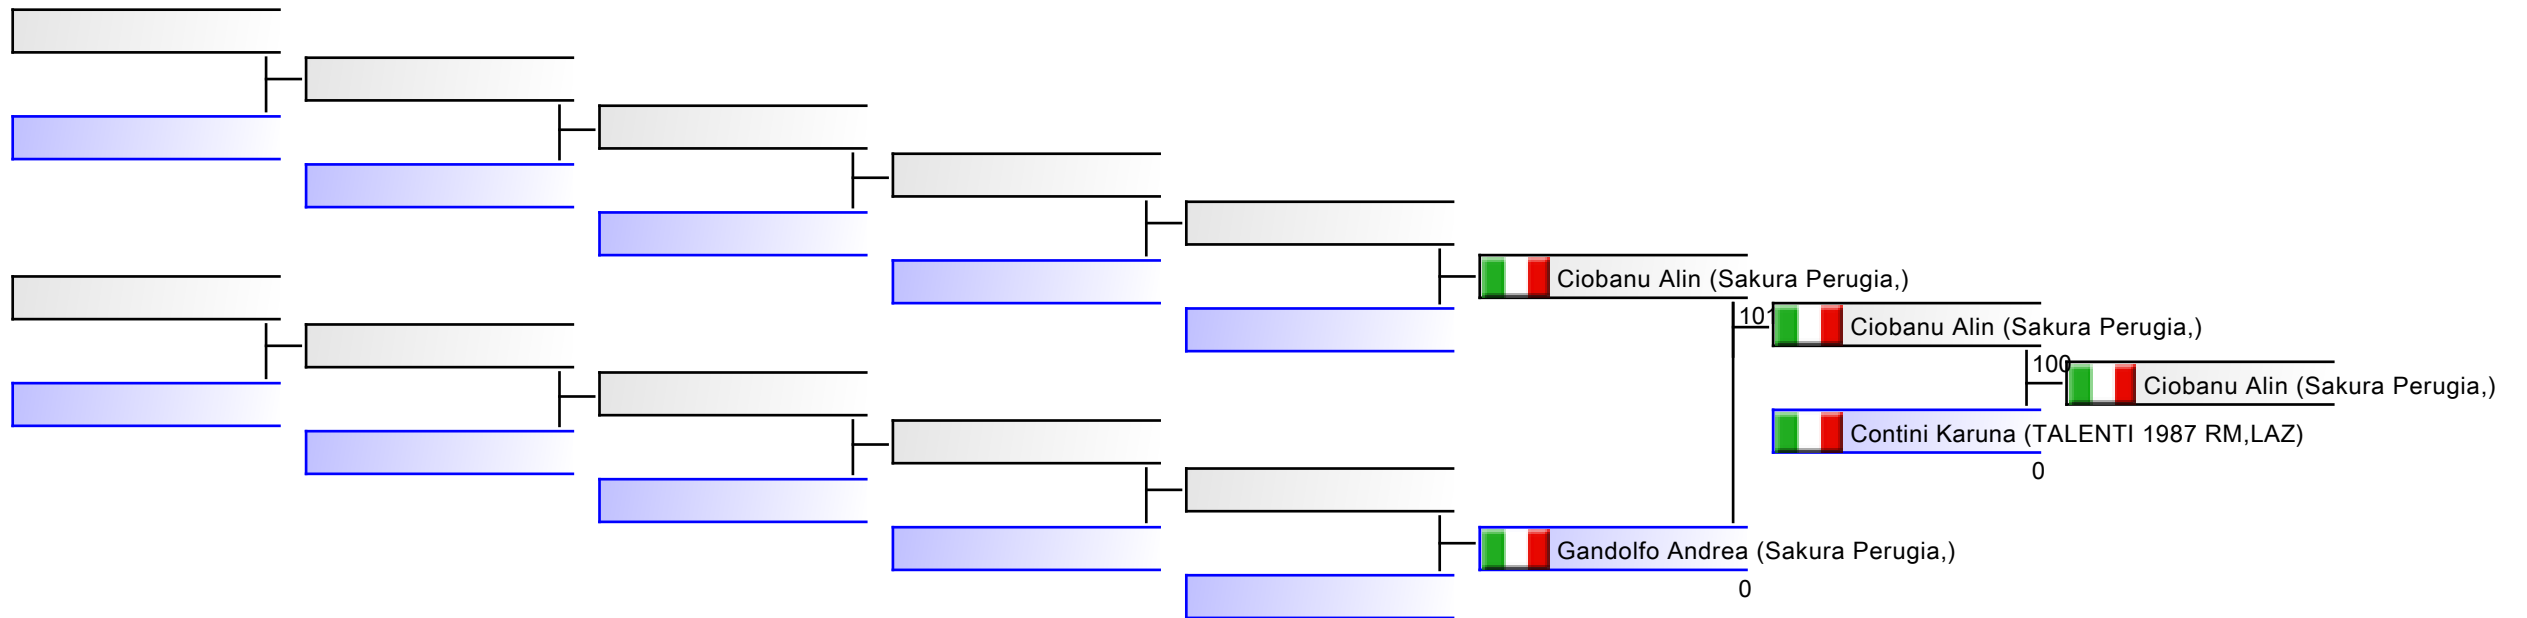 Ciobanu Alin (Sakura Perugia,)
101
Ciobanu Alin (Sakura Perugia,)
100
Ciobanu Alin (Sakura Perugia,)
Contini Karuna (TALENTI 1987 RM,LAZ)
0
Gandolfo Andrea (Sakura Perugia,)
0